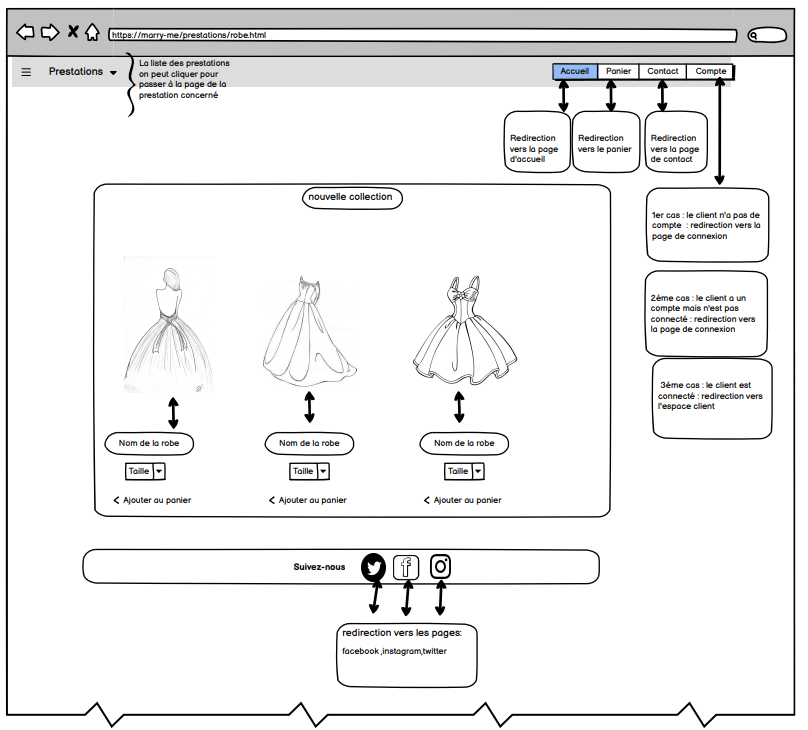 https://marry-me/prestations/robe.html
Prestations
La liste des prestations
on peut cliquer pour
passer à la page de la
prestation concerné
Accueil
Panier
Contact
Compte
Redirection
vers la page
d'accueil
Redirection
vers le panier
Redirection
vers la page
de contact
1er cas : le client n'a pas de
compte : redirection vers la
page de connexion
2éme cas : le client a un
compte mais n'est pas
connecté : redirection vers
la page de connexion
3éme cas : le client est
connecté : redirection vers
l'espace client
nouvelle collection
Nom de la robe
Nom de la robe
Nom de la robe
Taille
Taille
Taille
Ajouter au panier
Ajouter au panier
Ajouter au panier
Suivez-nous
redirection vers les pages:
facebook ,instagram,twitter